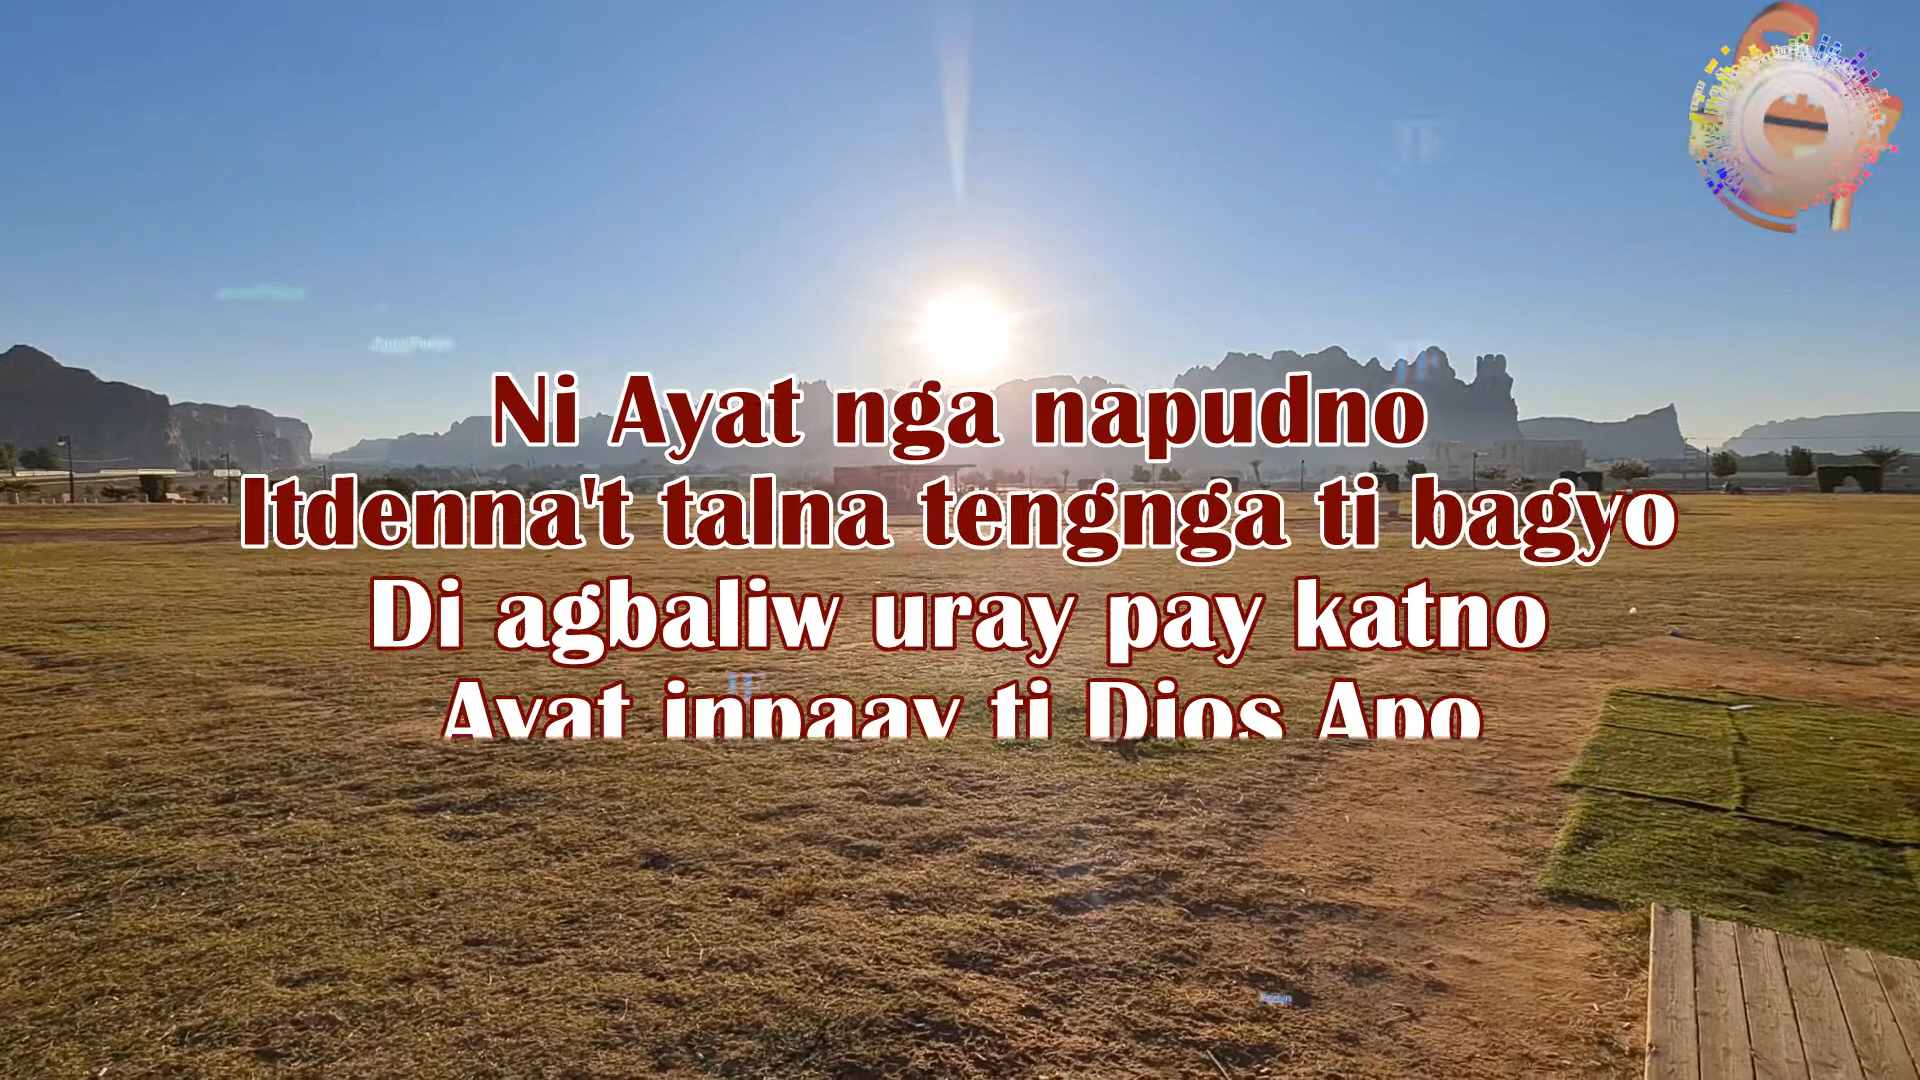 Ni Ayat nga napudno
Itdenna't talna tengnga ti bagyo
Di agbaliw uray pay katno
Ayat inpaay ti Dios Apo